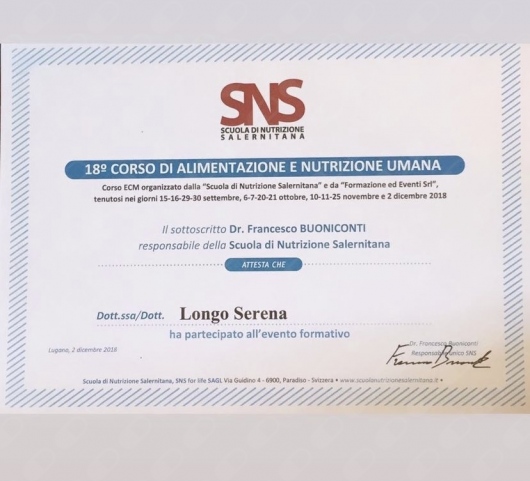 SNS
SCUOLA DI NUTRIZIONE
SALERNITANA
18º CORSO DI ALIMENTAZIONE E NUTRIZIONE UMANA
Corso ECM organizzato dalla "Scuola di Nutrizione Salernitana" e da "Formazione ed Eventi Srl",
tenutosi nei giorni 15-16-29-30 settembre, 6-7-20-21 ottobre, 10-11-25 novembre e 2 dicembre 2018
Il sottoscritto Dr. Francesco BUONICONTI
responsabile della Scuola di Nutrizione Salernitana
ATTESTA CHE
Dott.ssa/Dott. Longo Serena
ha partecipato all'evento formativo
Lugano, 2 dicembre 2018
Dr. Francesco Buoniconti
Responsabile Unico SNS
Scuola di Nutrizione Salernitana, SNS for life SAGL Via Guidino 4 - 6900, Paradiso - Svizzera • www.scuolanutrizionesalernitana.it •